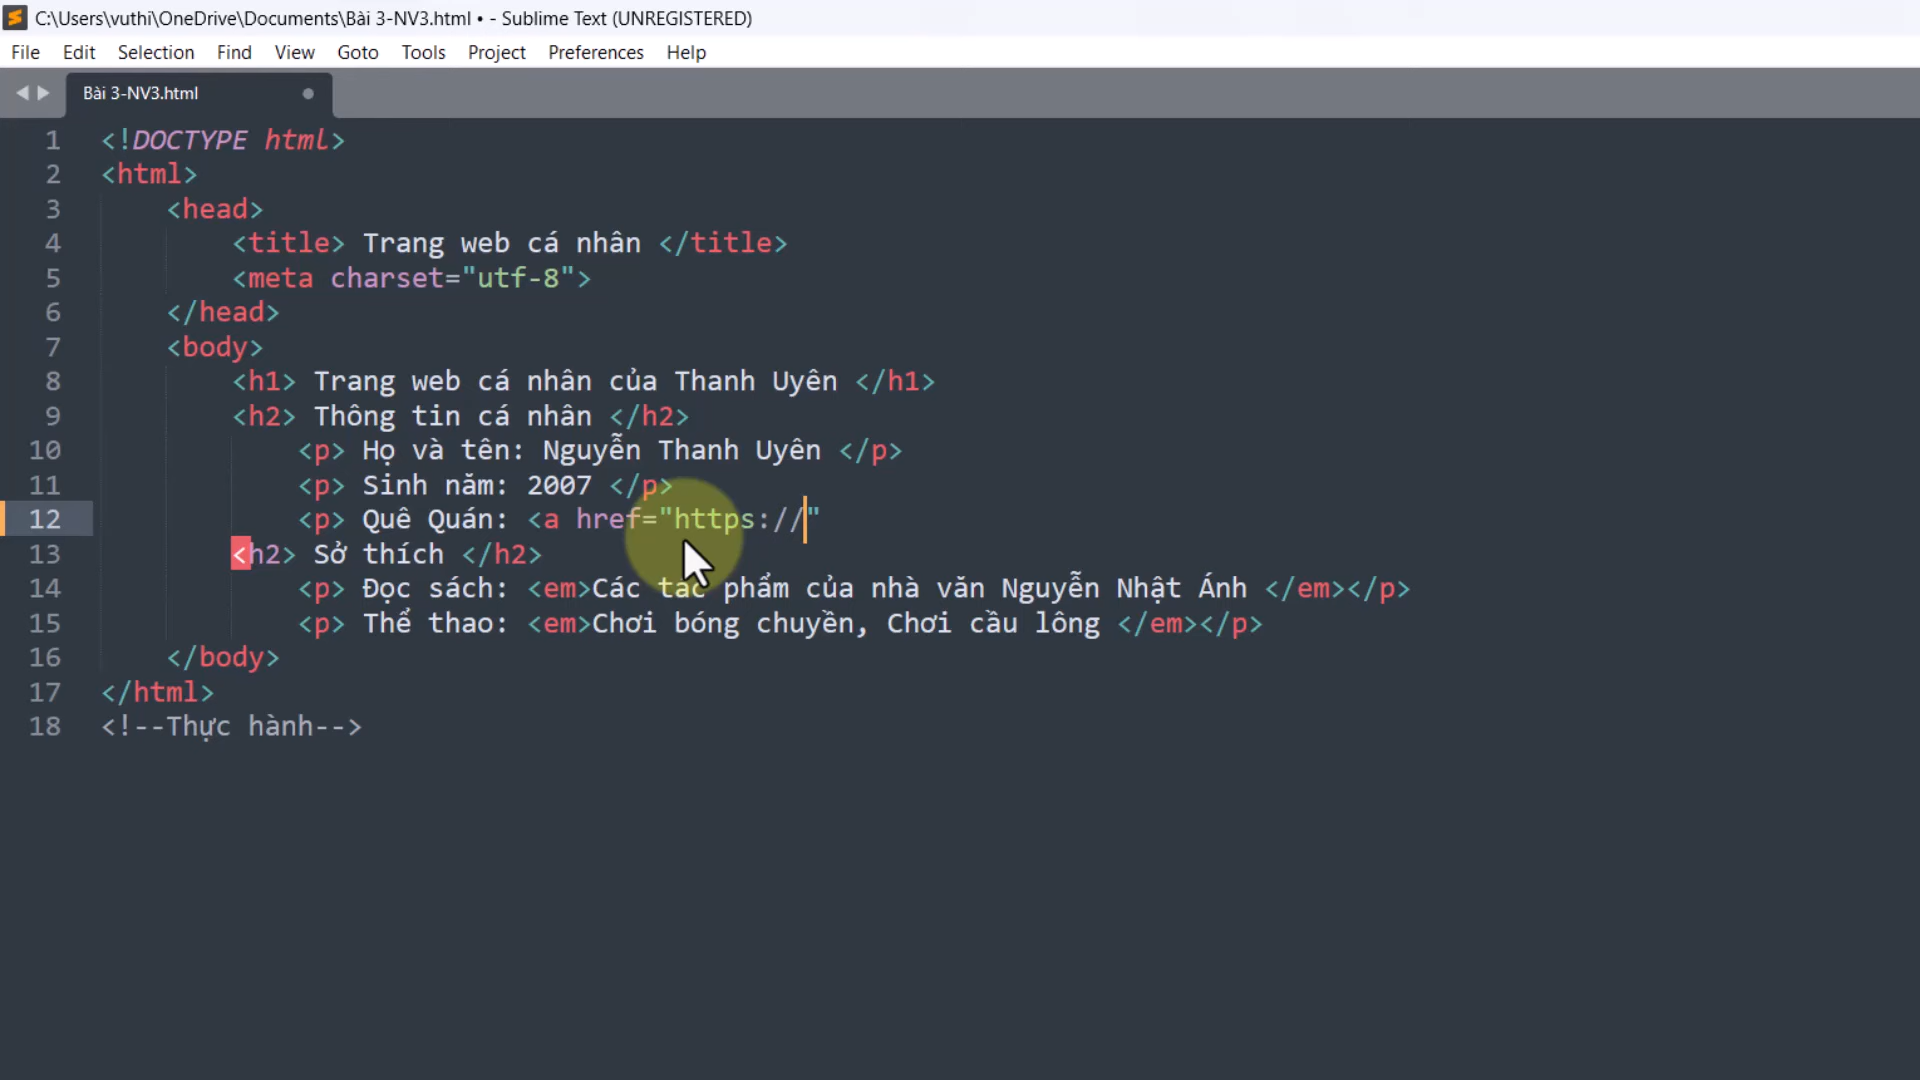 C:\Users\vuthi\OneDrive\Documents\Bài 3-NV3.html • - Sublime Text (UNREGISTERED)
File Edit Selection Find View Goto Tools Project Preferences Help
Bài 3-NV3.html
1 <!DOCTYPE html>
2 <html>
3 <head>
4 <title> Trang web cá nhân </title>
5 <meta charset="utf-8">
6 </head>
7 <body>
8 <h1> Trang web cá nhân của Thanh Uyên </h1>
9 <h2> Thông tin cá nhân </h2>
10 <p> Họ và tên: Nguyễn Thanh Uyên </p>
11 <p> Sinh năm: 2007 </p>
12 <p> Quê Quán: <a href="https://"
13 <h2> Sở thích </h2>
14 <p> Đọc sách: <em>Các tác phẩm của nhà văn Nguyễn Nhật Ánh </em></p>
15 <p> Thể thao: <em>Chơi bóng chuyền, Chơi cầu lông </em></p>
16 </body>
17 </html>
18 <!--Thực hành-->